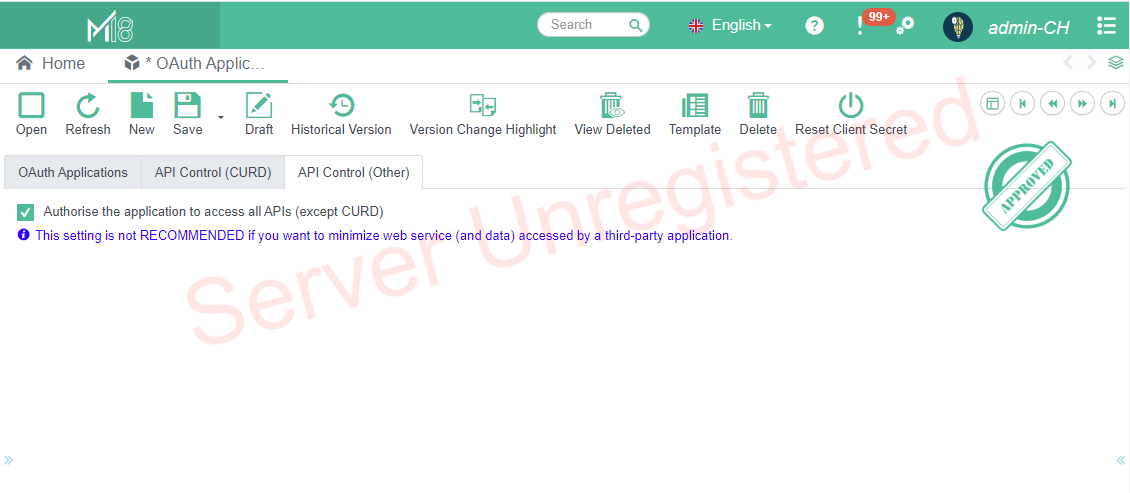 M18
Search
English
99+
admin-CH
Home
* OAuth Applic...
Open
Refresh
New
Save
Draft
Historical Version
Version Change Highlight
View Deleted
Template
Delete
Reset Client Secret
OAuth Applications
API Control (CURD)
API Control (Other)
APPROVED
Authorise the application to access all APIs (except CURD)
This setting is not RECOMMENDED if you want to minimize web service (and data) accessed by a third-party application.
Server Unregistered